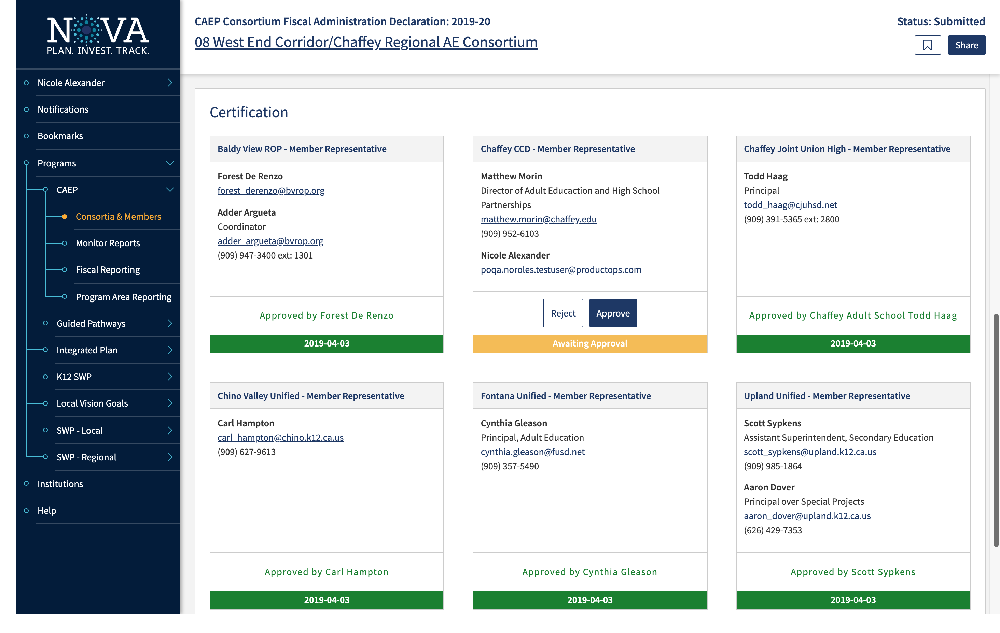 NOVA
PLAN. INVEST. TRACK.
Nicole Alexander
Notifications
Bookmarks
Programs
CAEP
Consortia & Members
Monitor Reports
Fiscal Reporting
Program Area Reporting
Guided Pathways
Integrated Plan
K12 SWP
Local Vision Goals
SWP - Local
SWP - Regional
Institutions
Help
CAEP Consortium Fiscal Administration Declaration: 2019-20
08 West End Corridor/Chaffey Regional AE Consortium
Status: Submitted
Share
Certification
Baldy View ROP - Member Representative
Forest De Renzo
forest_derenzo@bvrop.org
Adder Argueta
Coordinator
adder_argueta@bvrop.org
(909) 947-3400 ext: 1301
Approved by Forest De Renzo
2019-04-03
Chaffey CCD - Member Representative
Matthew Morin
Director of Adult Educaction and High School
Partnerships
matthew.morin@chaffey.edu
(909) 952-6103
Nicole Alexander
poqa.noroles.testuser@productops.com
Reject
Approve
Awaiting Approval
Chaffey Joint Union High - Member Representative
Todd Haag
Principal
todd_haag@cjuhsd.net
(909) 391-5365 ext: 2800
Approved by Chaffey Adult School Todd Haag
2019-04-03
Chino Valley Unified - Member Representative
Carl Hampton
carl_hampton@chino.k12.ca.us
(909) 627-9613
Approved by Carl Hampton
2019-04-03
Fontana Unified - Member Representative
Cynthia Gleason
Principal, Adult Education
cynthia.gleason@fusd.net
(909) 357-5490
Approved by Cynthia Gleason
2019-04-03
Upland Unified - Member Representative
Scott Sypkens
Assistant Superintendent, Secondary Education
scott_sypkens@upland.k12.ca.us
(909) 985-1864
Aaron Dover
Principal over Special Projects
aaron_dover@upland.k12.ca.us
(626) 429-7353
Approved by Scott Sypkens
2019-04-03